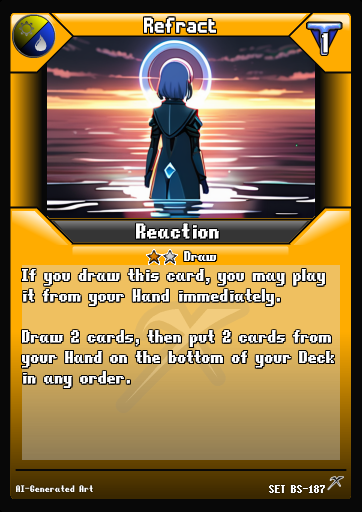 Refract
1
Reaction
Draw
If you draw this card, you may play
it from your Hand immediately.
Draw 2 cards, then put 2 cards from
your Hand on the bottom of your Deck
in any order.
AI-Generated Art
SET BS-187